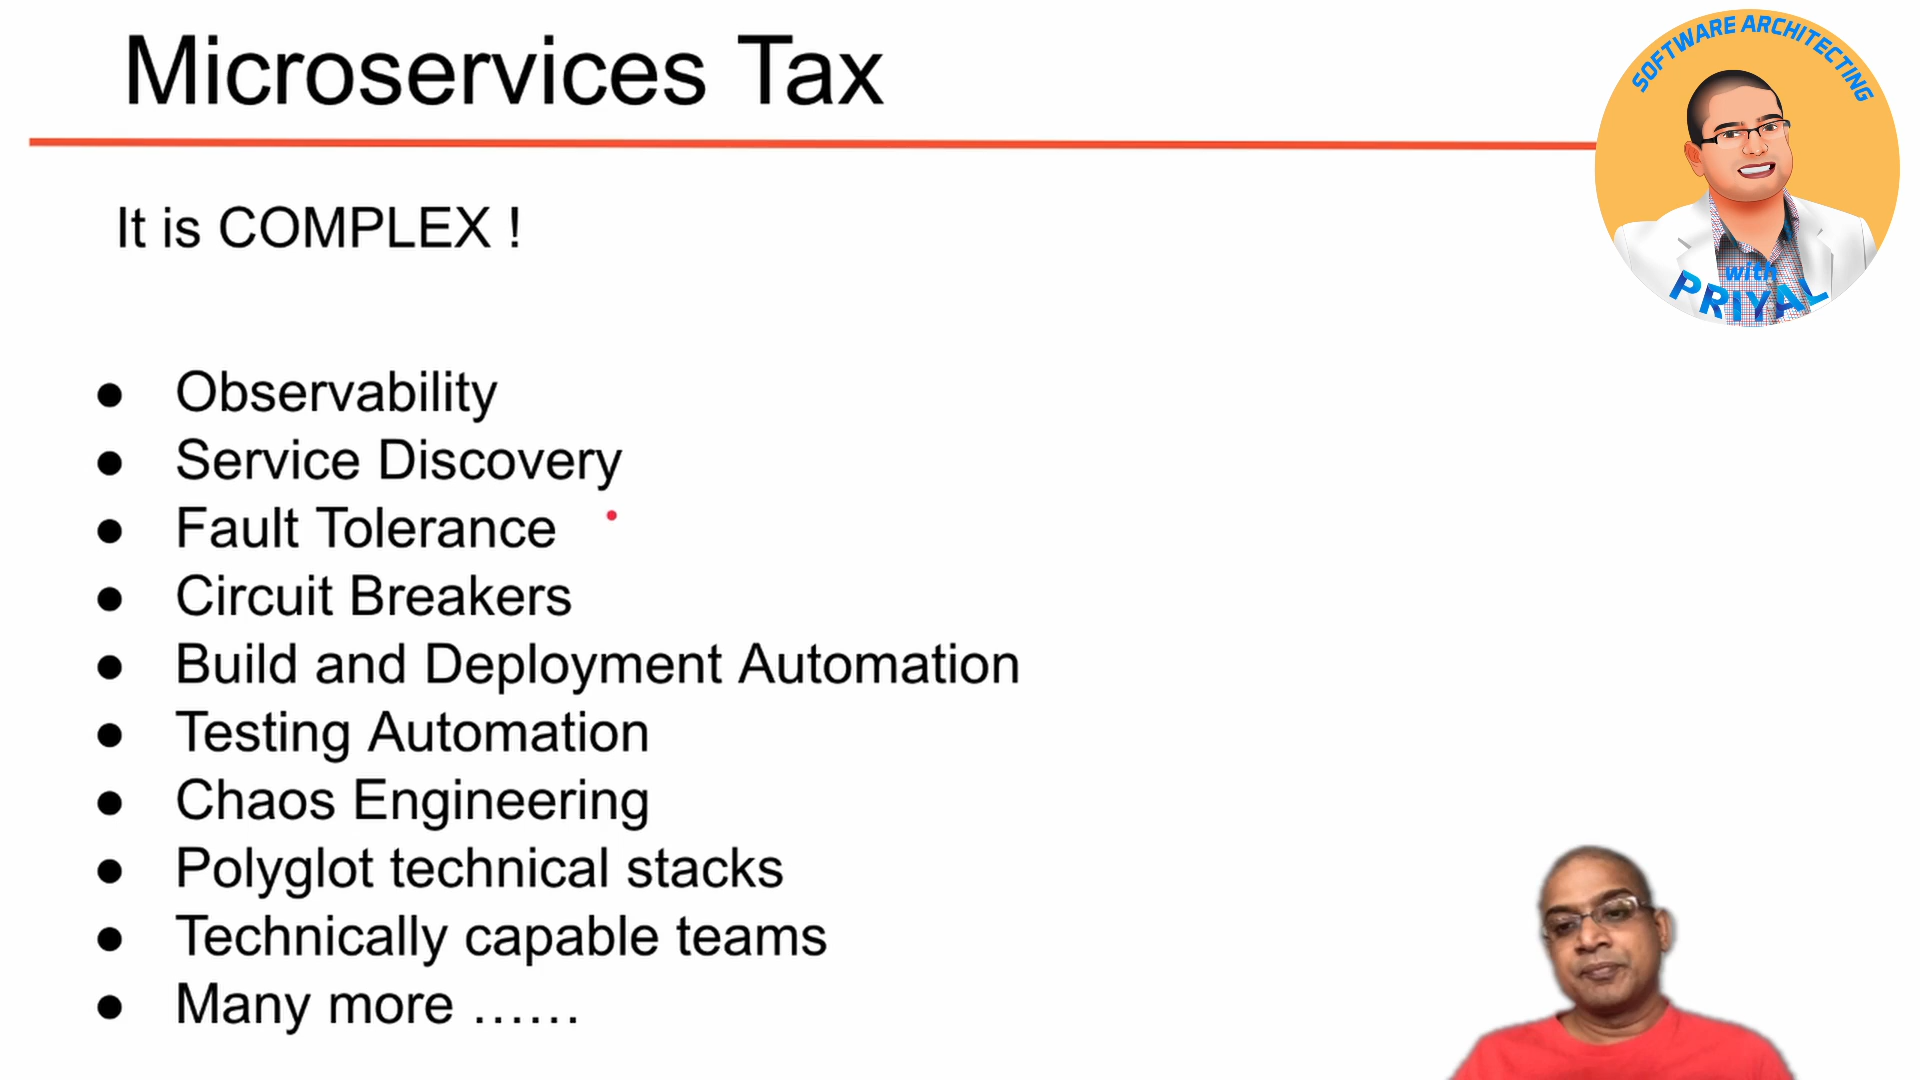 Microservices Tax
SOFTWARE ARCHITECTING
with
PRIYAL
It is COMPLEX !
● Observability
● Service Discovery
● Fault Tolerance
● Circuit Breakers
● Build and Deployment Automation
● Testing Automation
● Chaos Engineering
● Polyglot technical stacks
● Technically capable teams
● Many more ……